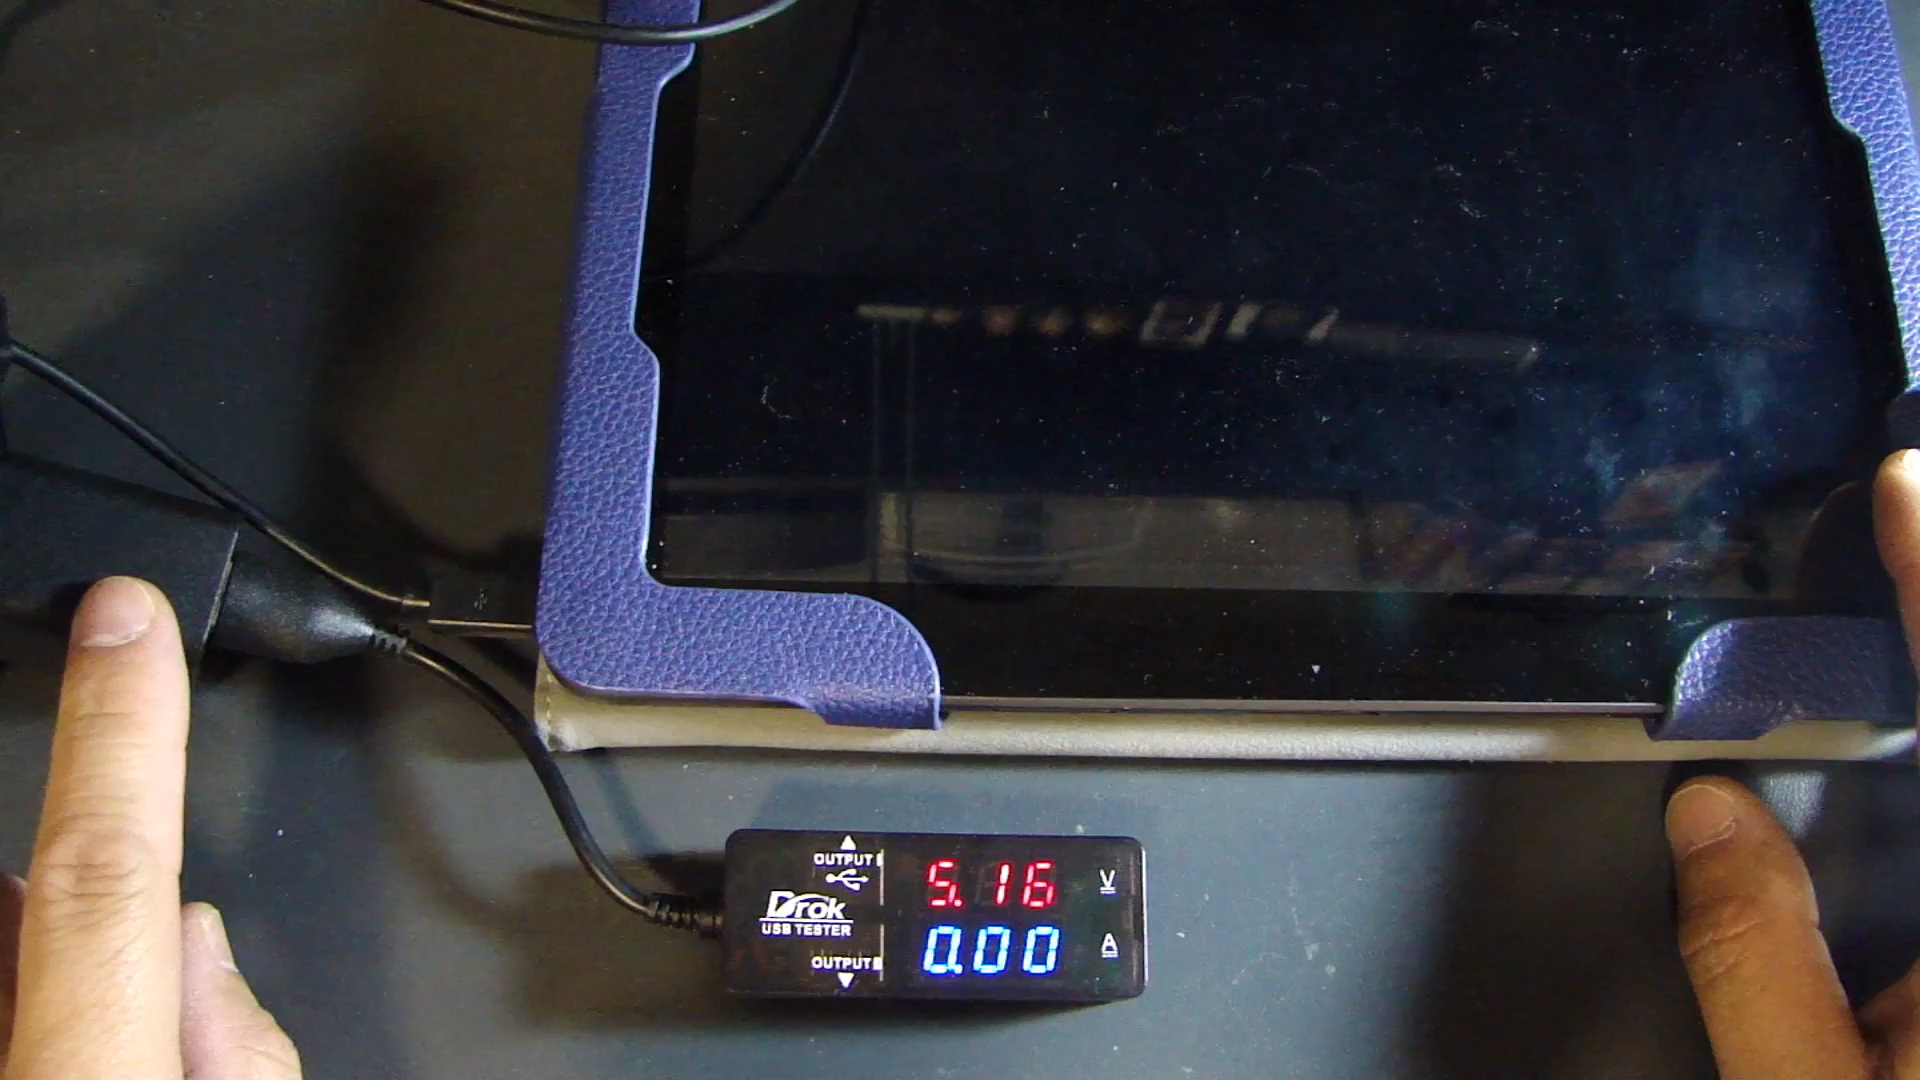 OUTPUT
5.16 V
Drok
USB TESTER
0.00 A
OUTPUT